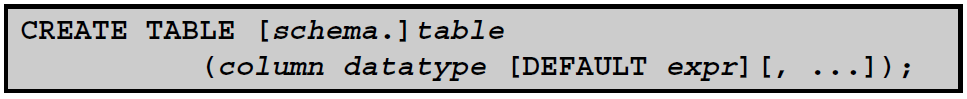 CREATE TABLE [schema.]table
(column datatype [DEFAULT expr][, ...]);